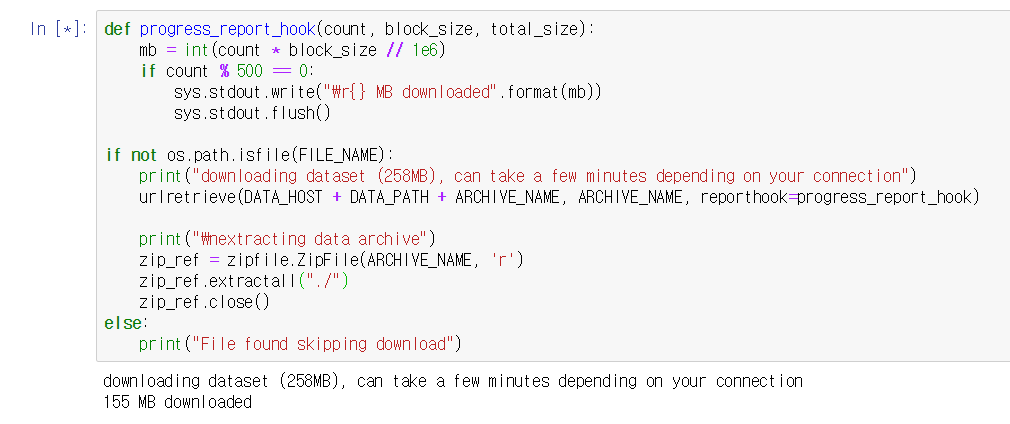 In [*]: def progress_report_hook(count, block_size, total_size):
    mb = int(count * block_size // 1e6)
    if count % 500 == 0:
        sys.stdout.write("₩r{} MB downloaded".format(mb))
        sys.stdout.flush()

if not os.path.isfile(FILE_NAME):
    print("downloading dataset (258MB), can take a few minutes depending on your connection")
    urlretrieve(DATA_HOST + DATA_PATH + ARCHIVE_NAME, ARCHIVE_NAME, reporthook=progress_report_hook)

    print("₩nextracting data archive")
    zip_ref = zipfile.ZipFile(ARCHIVE_NAME, 'r')
    zip_ref.extractall("./")
    zip_ref.close()
else:
    print("File found skipping download")
downloading dataset (258MB), can take a few minutes depending on your connection
155 MB downloaded